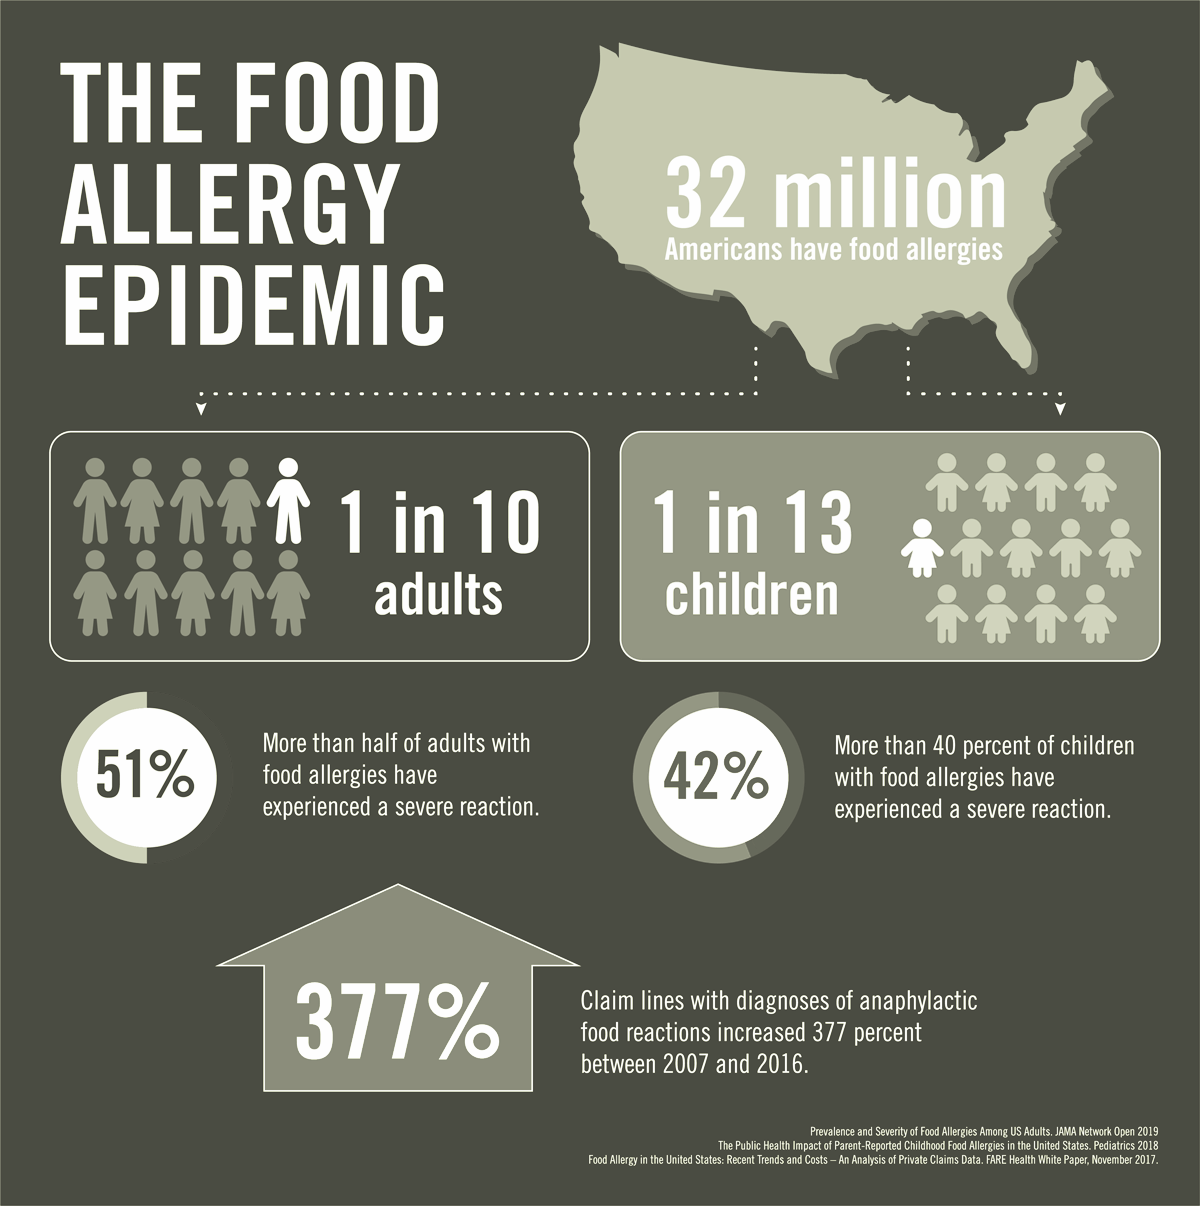 THE FOOD
ALLERGY
EPIDEMIC
32 million
Americans have food allergies
1 in 10
adults
1 in 13
children
51%
More than half of adults with
food allergies have
experienced a severe reaction.
42%
More than 40 percent of children
with food allergies have
experienced a severe reaction.
377%
Claim lines with diagnoses of anaphylactic
food reactions increased 377 percent
between 2007 and 2016.
Prevalence and Severity of Food Allergies Among US Adults. JAMA Network Open 2019
The Public Health Impact of Parent-Reported Childhood Food Allergies in the United States. Pediatrics 2018
Food Allergy in the United States: Recent Trends and Costs – An Analysis of Private Claims Data. FARE Health White Paper, November 2017.